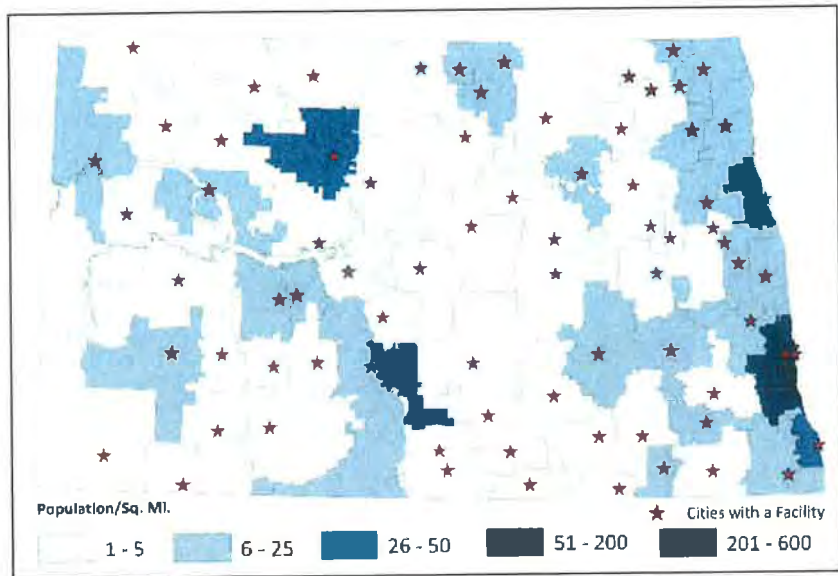 Population/Sq. Mi.
★ Cities with a Facility
1 - 5
6 - 25
26 - 50
51 - 200
201 - 600